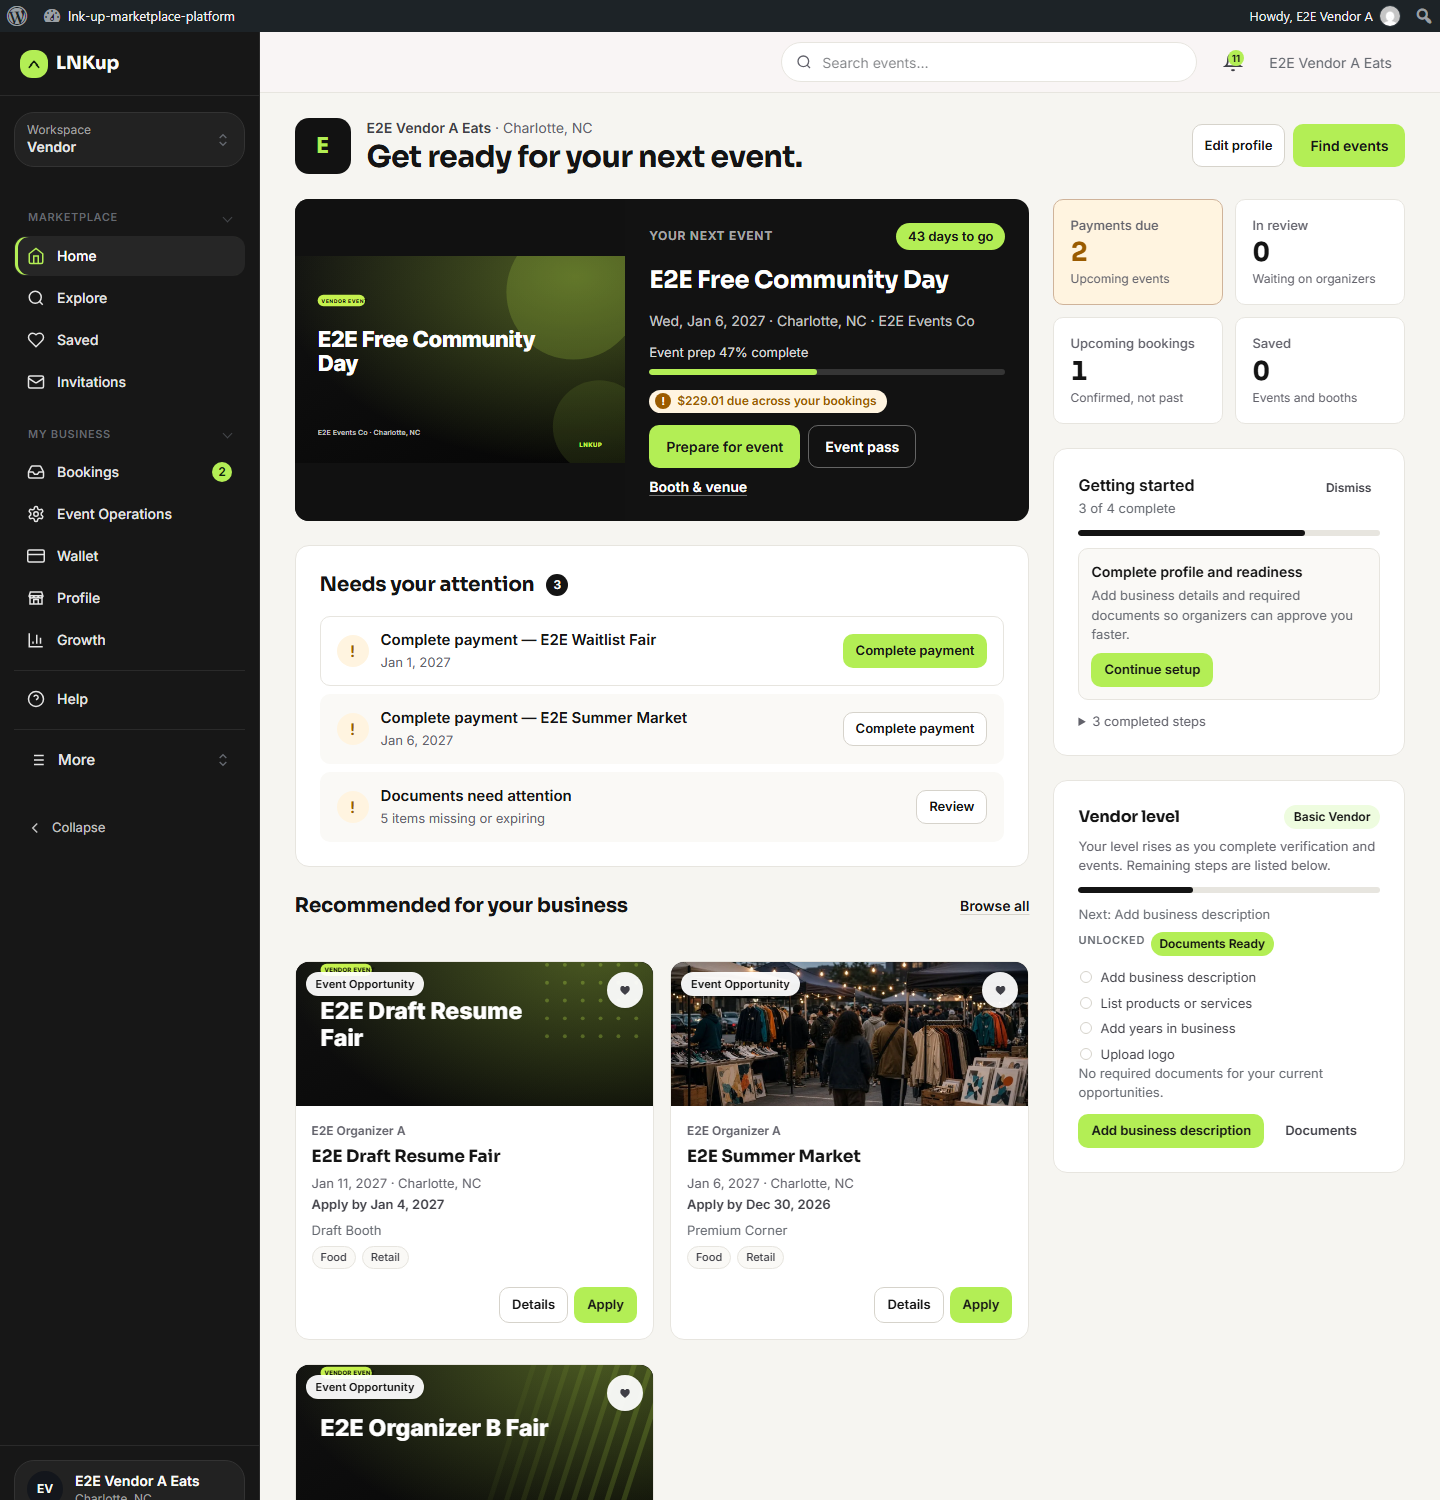 lnk-up-marketplace-platform
Howdy, E2E Vendor A
LNKup
Search events...
11
E2E Vendor A Eats
Workspace
Vendor
MARKETPLACE
Home
Explore
Saved
Invitations
MY BUSINESS
Bookings
2
Event Operations
Wallet
Profile
Growth
Help
More
Collapse
EV
E2E Vendor A Eats
Charlotte, NC
E
E2E Vendor A Eats · Charlotte, NC
Get ready for your next event.
Edit profile
Find events
VENDOR EVEN
E2E Free Community
Day
E2E Events Co · Charlotte, NC
LNKUP
YOUR NEXT EVENT
43 days to go
E2E Free Community Day
Wed, Jan 6, 2027 · Charlotte, NC · E2E Events Co
Event prep 47% complete
! $229.01 due across your bookings
Prepare for event
Event pass
Booth & venue
Payments due
2
Upcoming events
In review
0
Waiting on organizers
Upcoming bookings
1
Confirmed, not past
Saved
0
Events and booths
Needs your attention 3
! Complete payment — E2E Waitlist Fair
Jan 1, 2027
Complete payment
! Complete payment — E2E Summer Market
Jan 6, 2027
Complete payment
! Documents need attention
5 items missing or expiring
Review
Getting started
Dismiss
3 of 4 complete
Complete profile and readiness
Add business details and required
documents so organizers can approve you
faster.
Continue setup
3 completed steps
Vendor level
Basic Vendor
Your level rises as you complete verification and
events. Remaining steps are listed below.
Next: Add business description
UNLOCKED Documents Ready
Add business description
List products or services
Add years in business
Upload logo
No required documents for your current
opportunities.
Add business description
Documents
Recommended for your business
Browse all
VENDOR EVEN
Event Opportunity
E2E Draft Resume
Fair
E2E Organizer A
E2E Draft Resume Fair
Jan 11, 2027 · Charlotte, NC
Apply by Jan 4, 2027
Draft Booth
Food Retail
Details Apply
Event Opportunity
E2E Organizer A
E2E Summer Market
Jan 6, 2027 · Charlotte, NC
Apply by Dec 30, 2026
Premium Corner
Food Retail
Details Apply
VENDOR EVEN
Event Opportunity
E2E Organizer B Fair